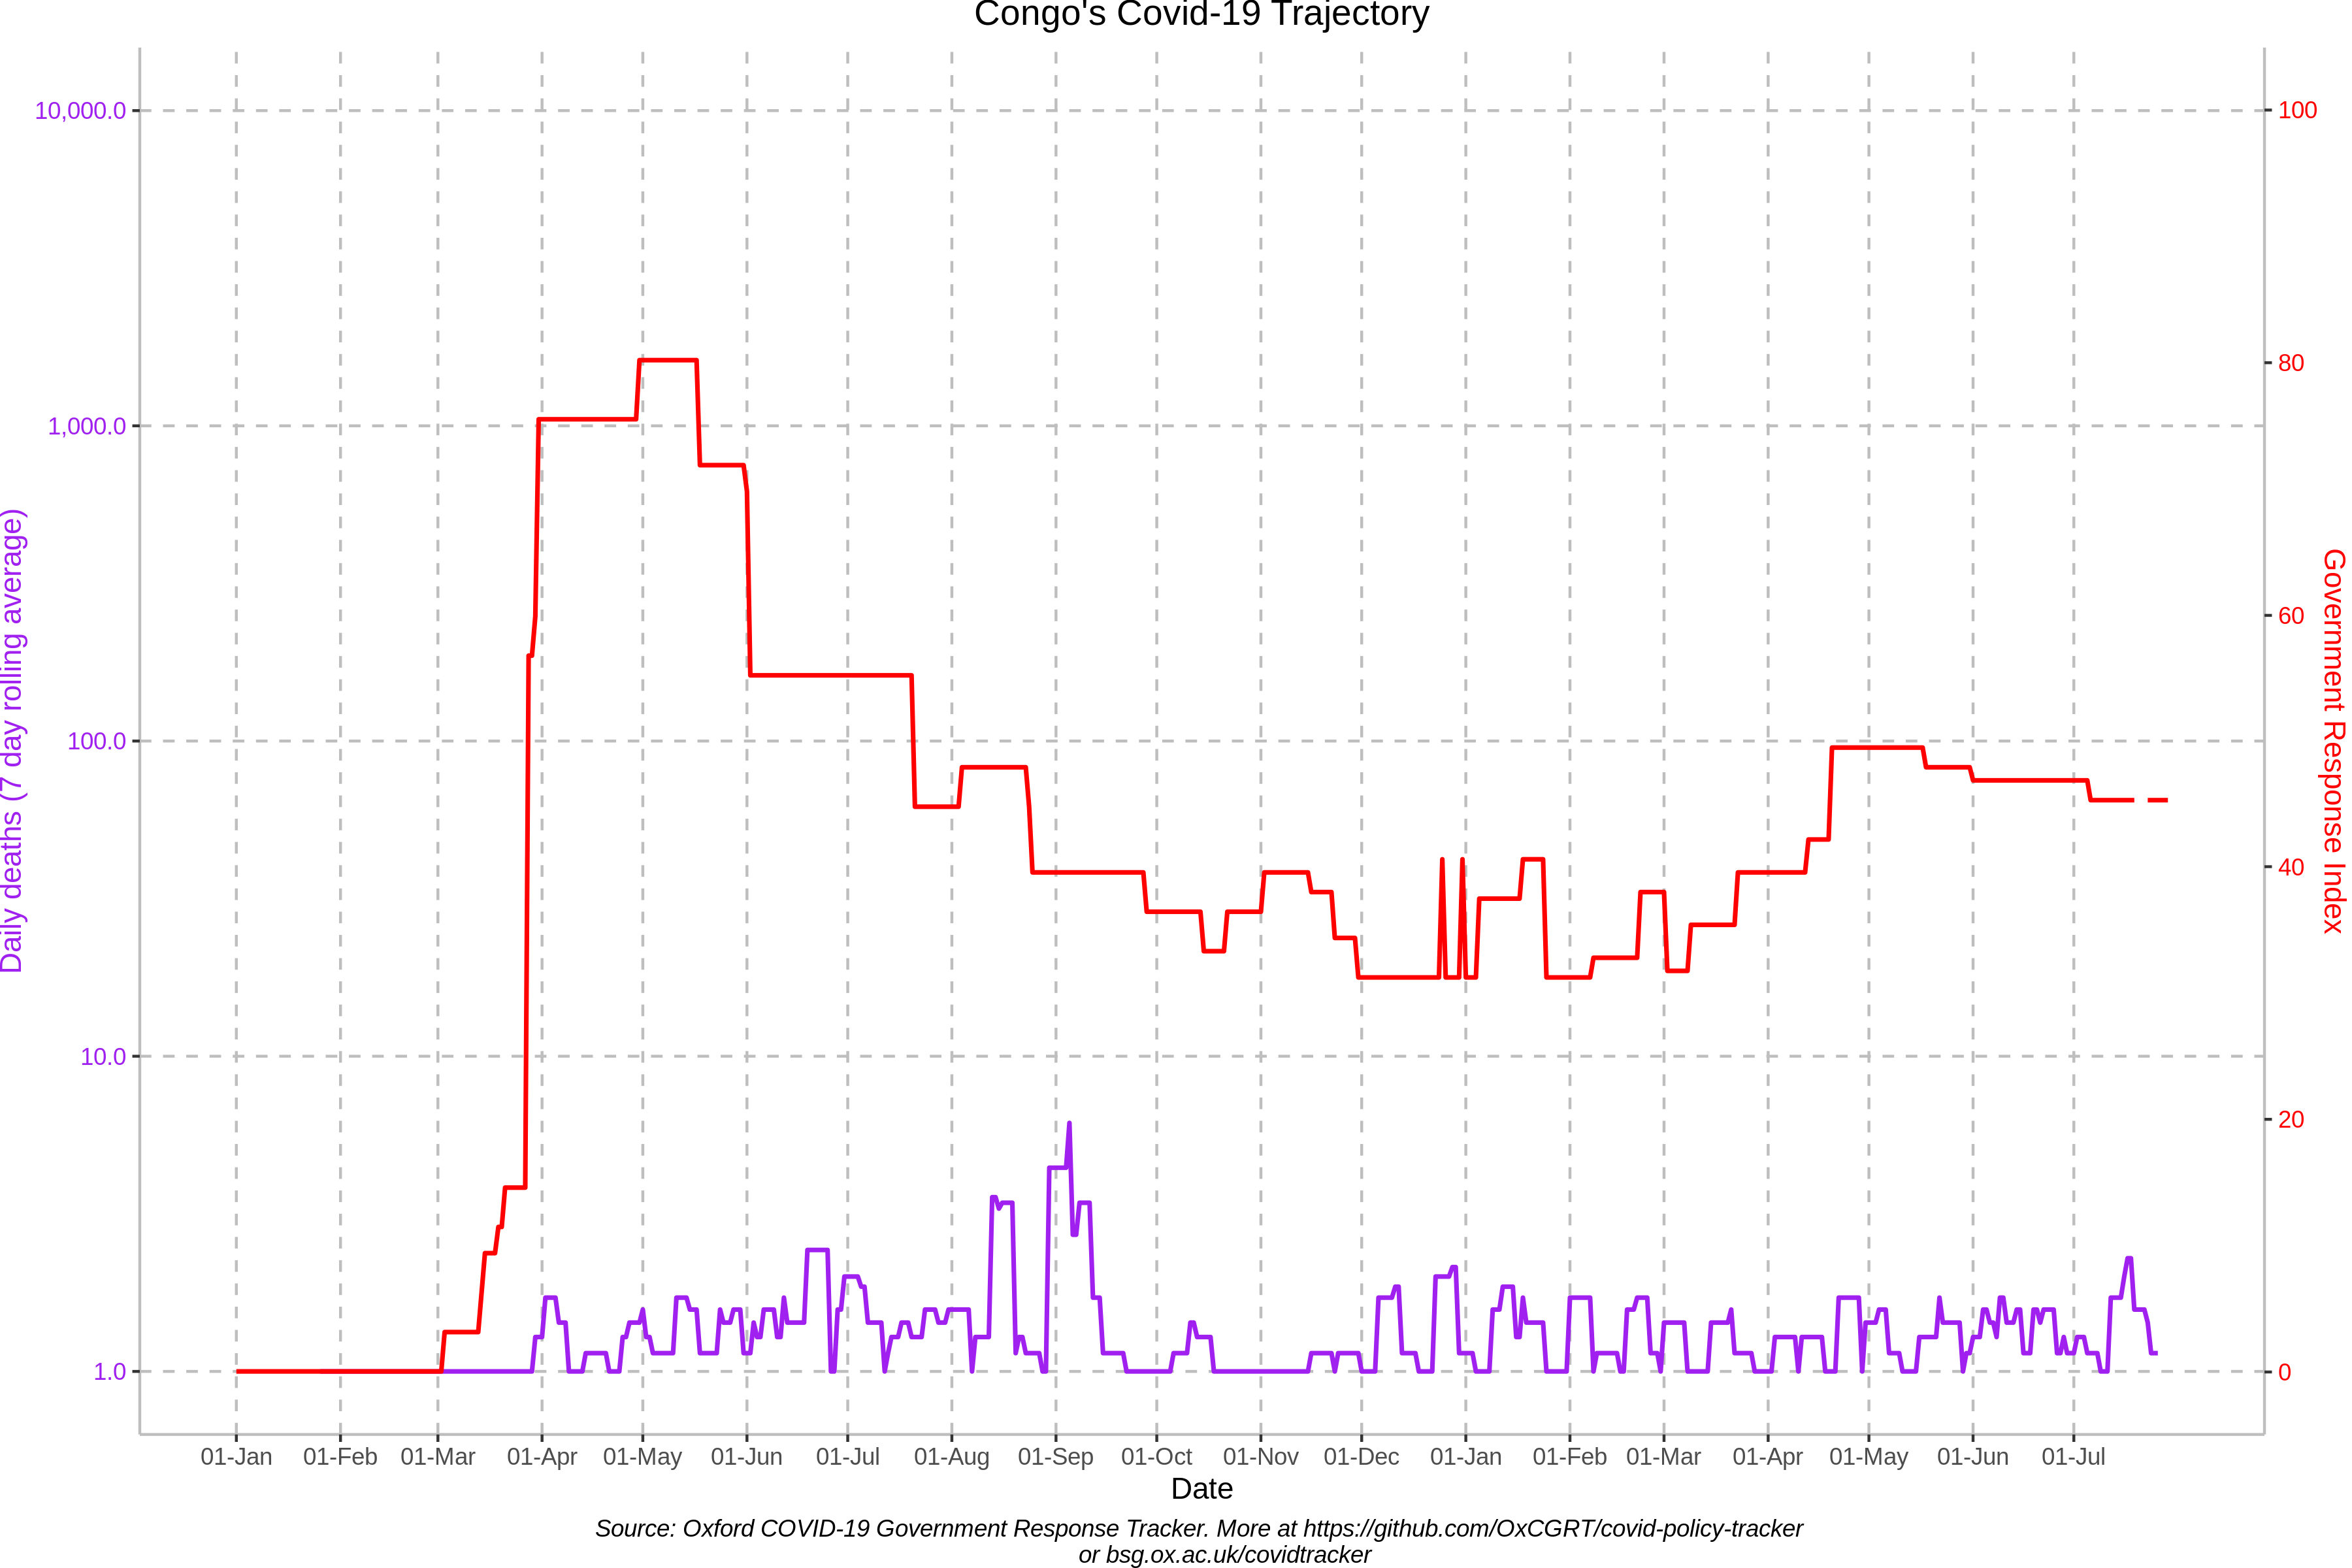 Congo's Covid-19 Trajectory
10,000.0
1,000.0
100.0
10.0
1.0
Daily deaths (7 day rolling average)
100
80
60
40
20
0
Government Response Index
01-Jan 01-Feb 01-Mar 01-Apr 01-May 01-Jun 01-Jul 01-Aug 01-Sep 01-Oct 01-Nov 01-Dec 01-Jan 01-Feb 01-Mar 01-Apr 01-May 01-Jun 01-Jul
Date
Source: Oxford COVID-19 Government Response Tracker. More at https://github.com/OxCGRT/covid-policy-tracker
or bsg.ox.ac.uk/covidtracker